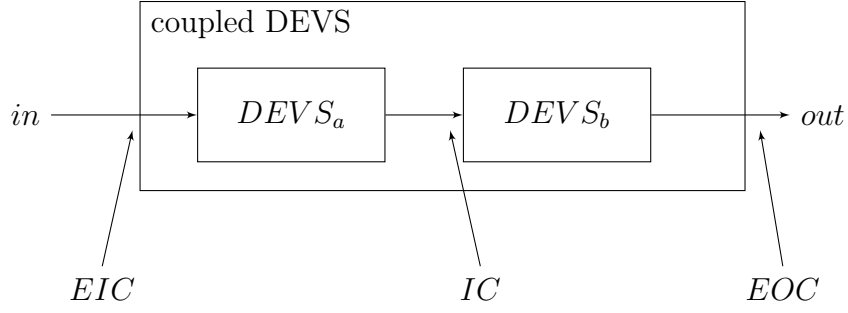 coupled DEVS
in
DEVS_a
DEVS_b
out
EIC
IC
EOC